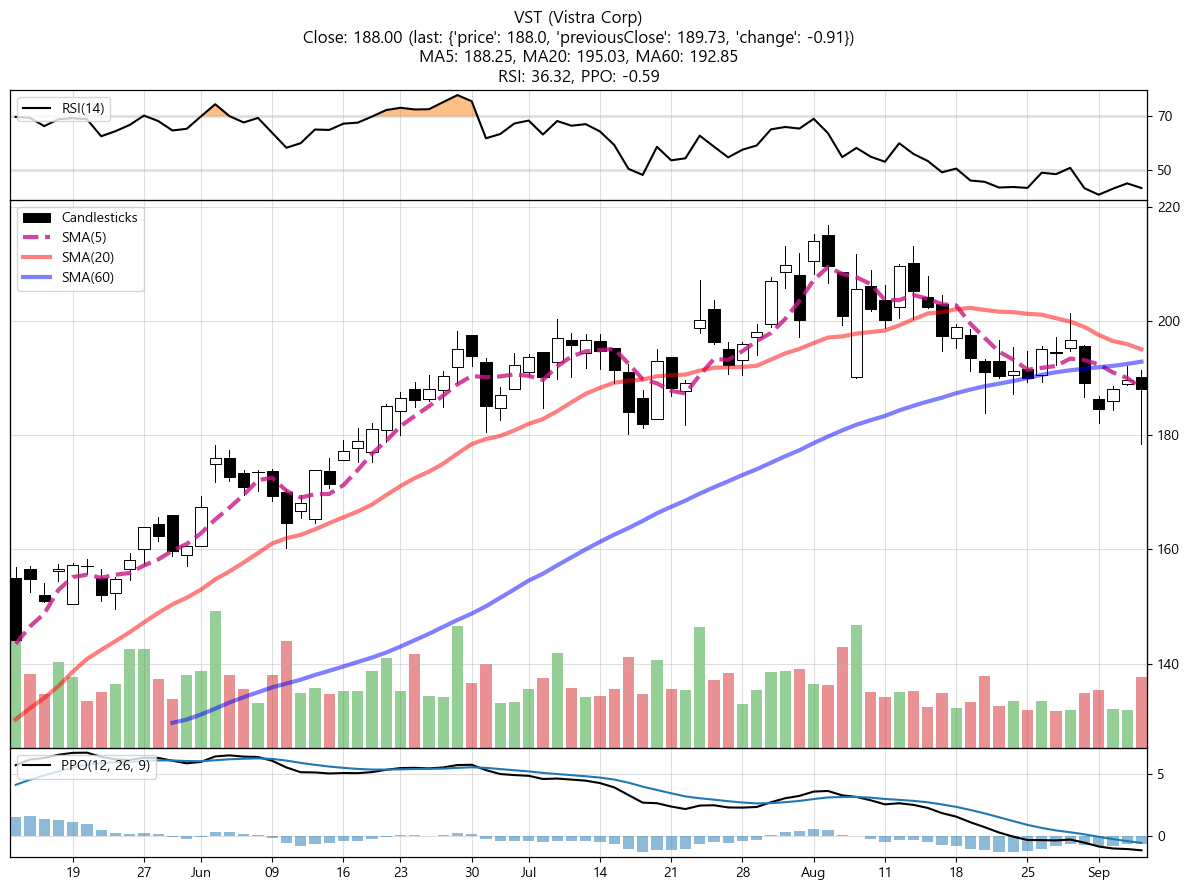 VST (Vistra Corp)
Close: 188.00 (last: {'price': 188.0, 'previousClose': 189.73, 'change': -0.91})
MA5: 188.25, MA20: 195.03, MA60: 192.85
RSI: 36.32, PPO: -0.59
RSI(14)
70
50
Candlesticks
SMA(5)
SMA(20)
SMA(60)
220
200
180
160
140
PPO(12, 26, 9)
5
0
19 27 Jun 09 16 23 30 Jul 14 21 28 Aug 11 18 25 Sep